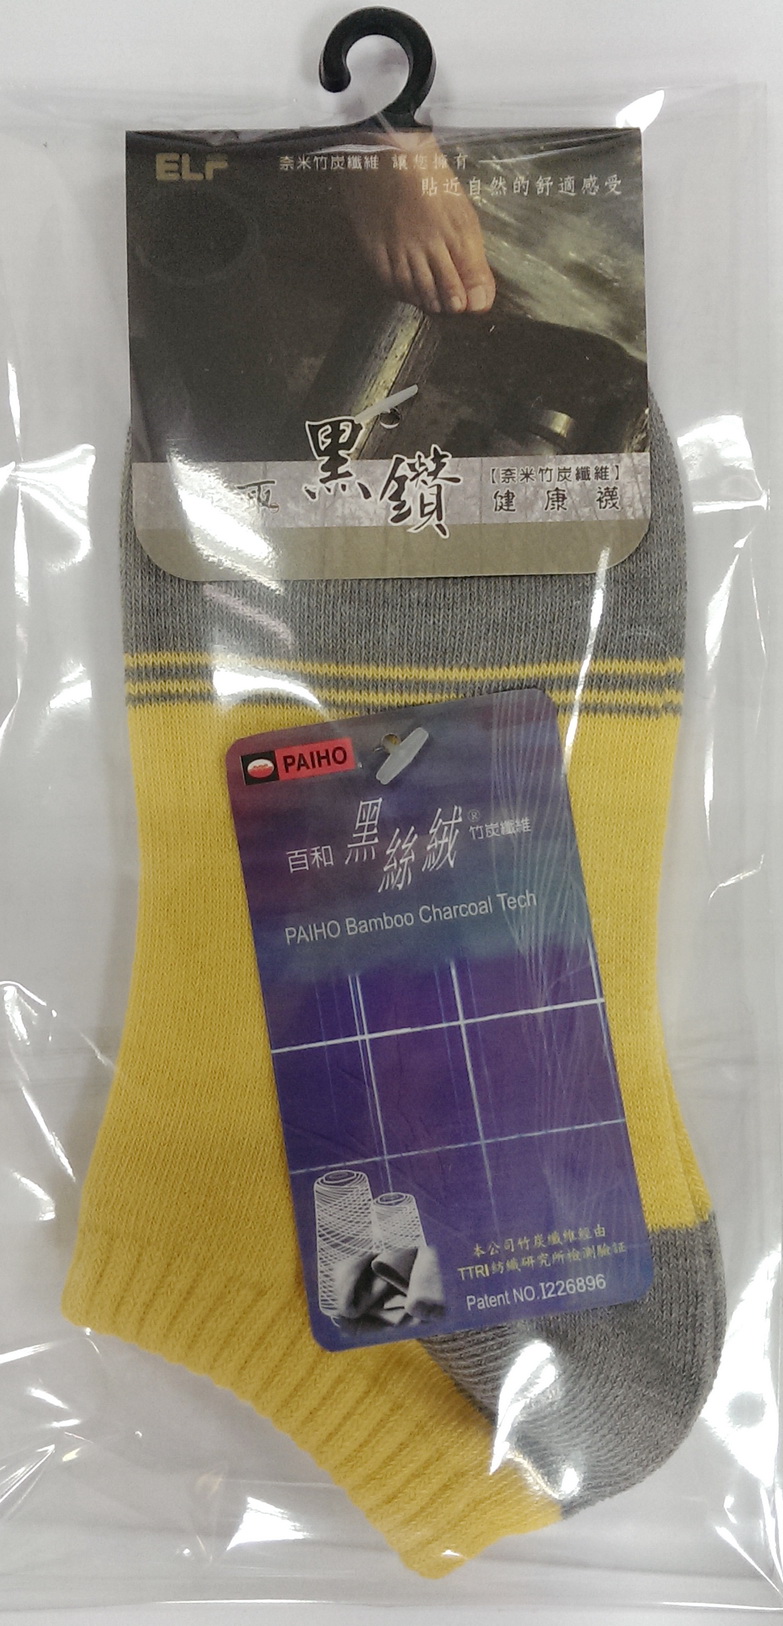 ELF
奈米竹炭纖維 讓您擁有
貼近自然的舒適感受
黑鑽
【奈米竹炭纖維】
健康襪
PAIHO
百和 黑絲絨® 竹炭纖維
PAIHO Bamboo Charcoal Tech
本公司竹炭纖維經由
TTRI紡織研究所檢測驗証
Patent NO.I226896